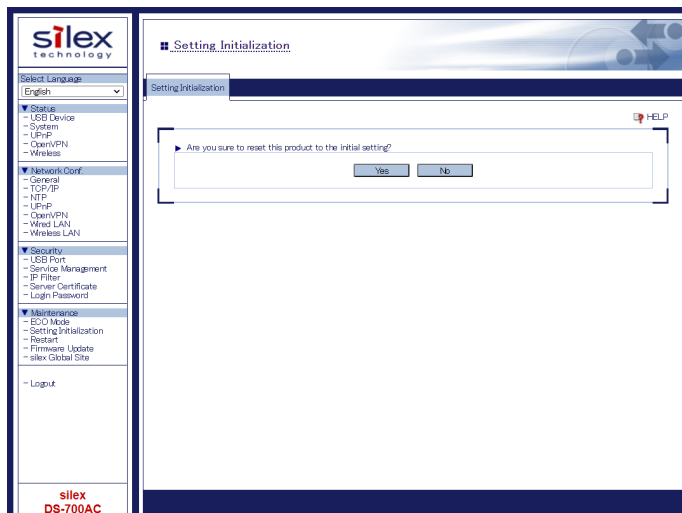 silex
technology
Select Language
English
▼ Status
- USB Device
- System
- UPnP
- OpenVPN
- Wireless
▼ Network Conf.
- General
- TCP/IP
- NTP
- UPnP
- OpenVPN
- Wired LAN
- Wireless LAN
▼ Security
- USB Port
- Service Management
- IP Filter
- Server Certificate
- Login Password
▼ Maintenance
- ECO Mode
- Setting Initialization
- Restart
- Firmware Update
- silex Global Site
- Logout
silex
DS-700AC
Setting Initialization
Setting Initialization
HELP
Are you sure to reset this product to the initial setting?
Yes No